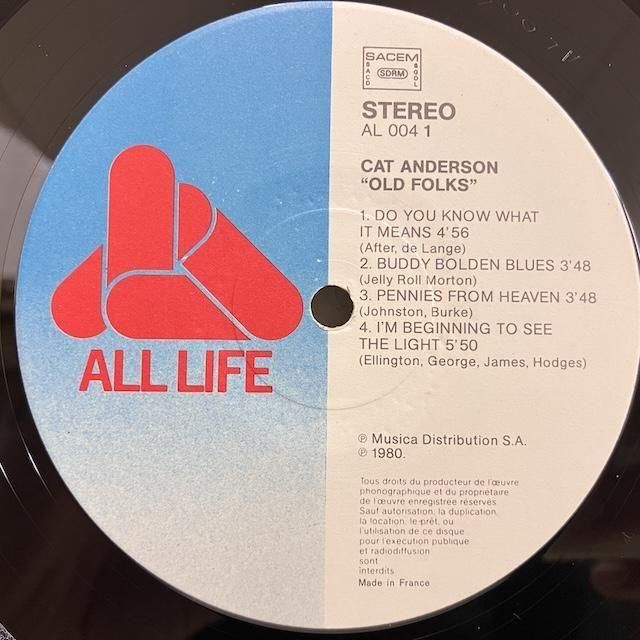 SACEM
SACD
SDRM
SGDL
STEREO
AL 004 1
CAT ANDERSON
“OLD FOLKS”
1. DO YOU KNOW WHAT
IT MEANS 4'56
(After, de Lange)
2. BUDDY BOLDEN BLUES 3'48
(Jelly Roll Morton)
3. PENNIES FROM HEAVEN 3'48
(Johnston, Burke)
4. I'M BEGINNING TO SEE
THE LIGHT 5'50
(Ellington, George, James, Hodges)
ALL LIFE
℗ Musica Distribution S.A.
℗ 1980.
Tous droits du producteur de l'œuvre
phonographique et du propriétaire
de l'œuvre enregistrée réservés
Sauf autorisation, la duplication,
la location, le prêt, ou
l'utilisation de ce disque
pour l'exécution publique
et radiodiffusion
sont
interdits
Made in France